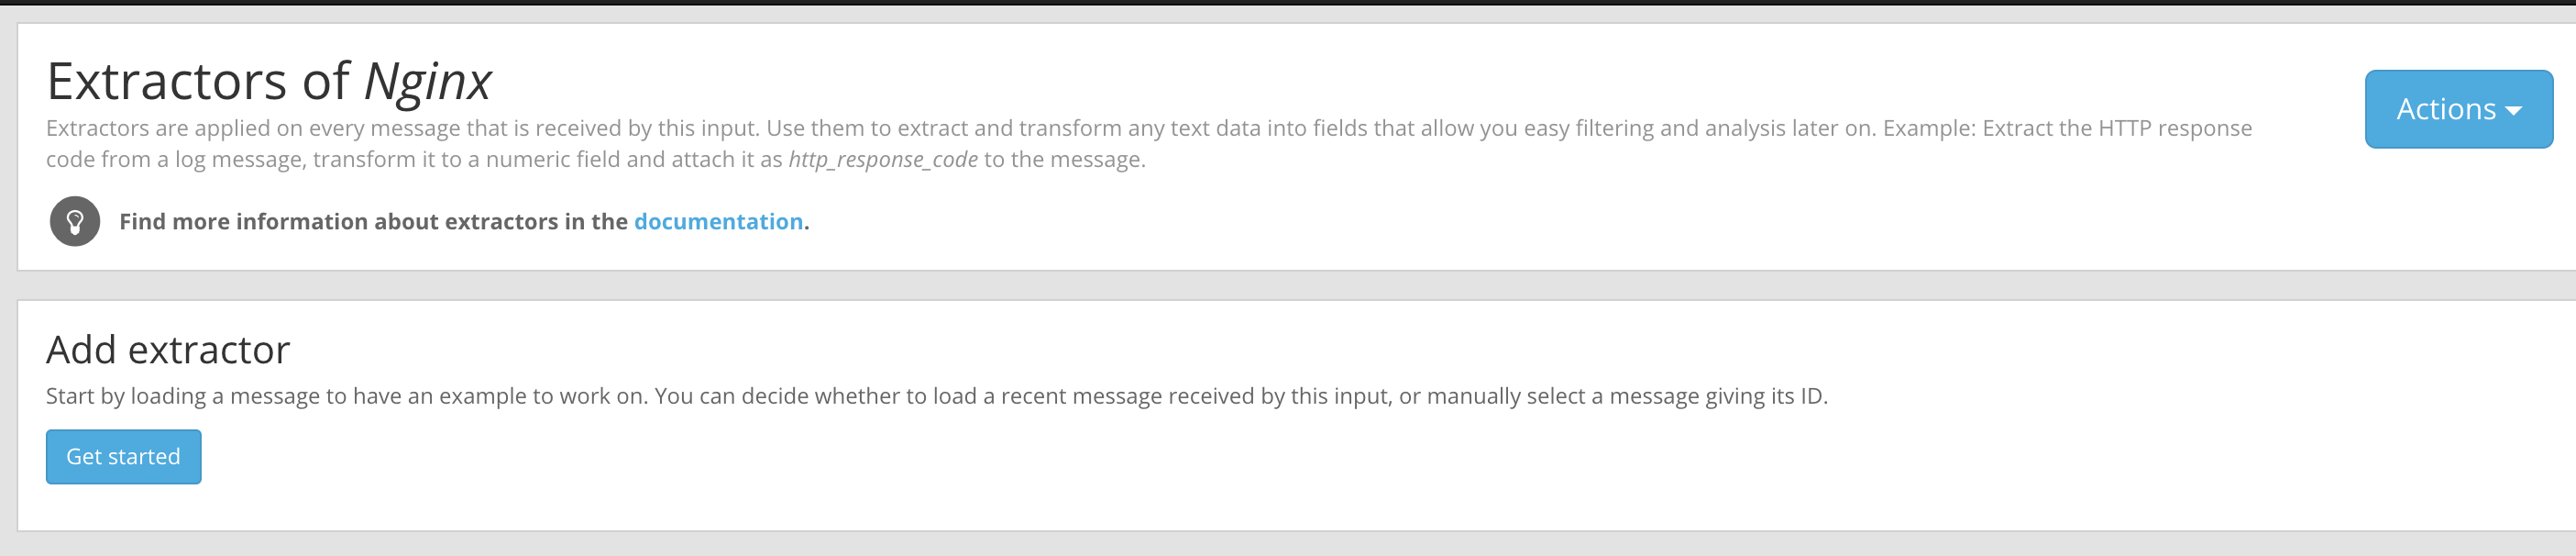 Extractors of Nginx
Actions
Extractors are applied on every message that is received by this input. Use them to extract and transform any text data into fields that allow you easy filtering and analysis later on. Example: Extract the HTTP response
code from a log message, transform it to a numeric field and attach it as http_response_code to the message.
Find more information about extractors in the documentation.
Add extractor
Start by loading a message to have an example to work on. You can decide whether to load a recent message received by this input, or manually select a message giving its ID.
Get started